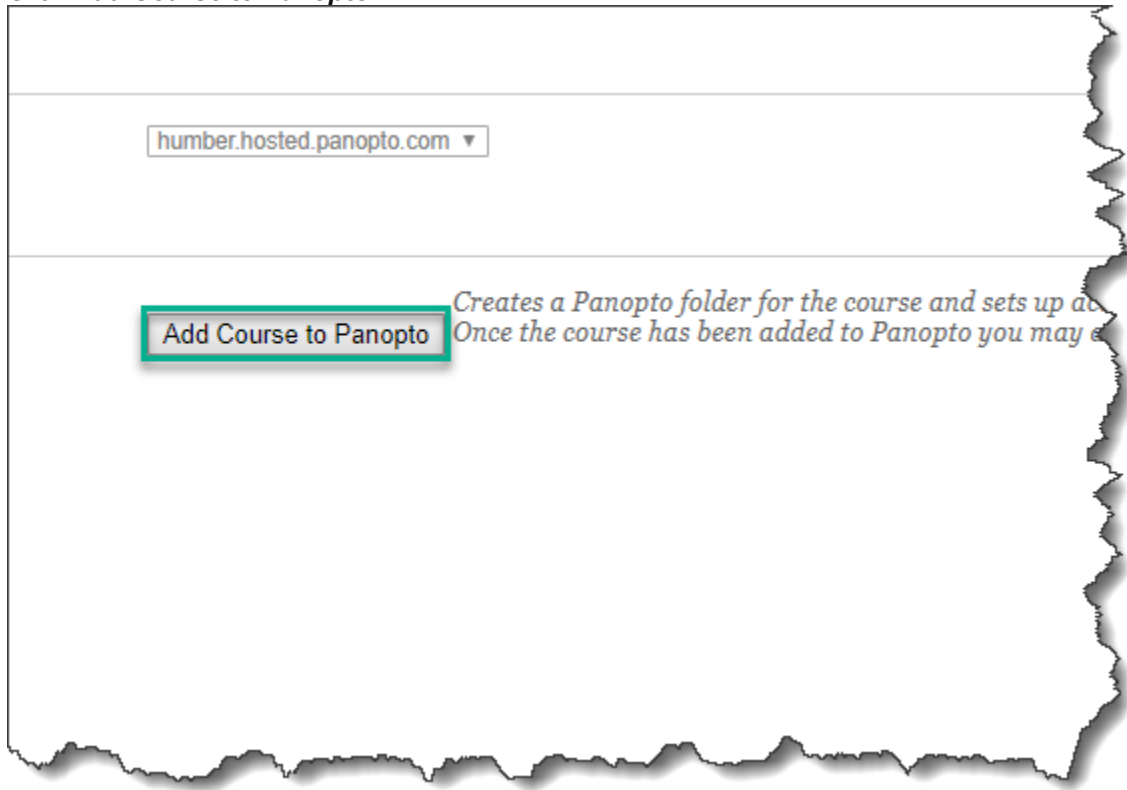 to
humber.hosted.panopto.com
Creates a Panopto folder for the course and sets up
Add Course to Panopto
Once the course has been added to Panopto you may